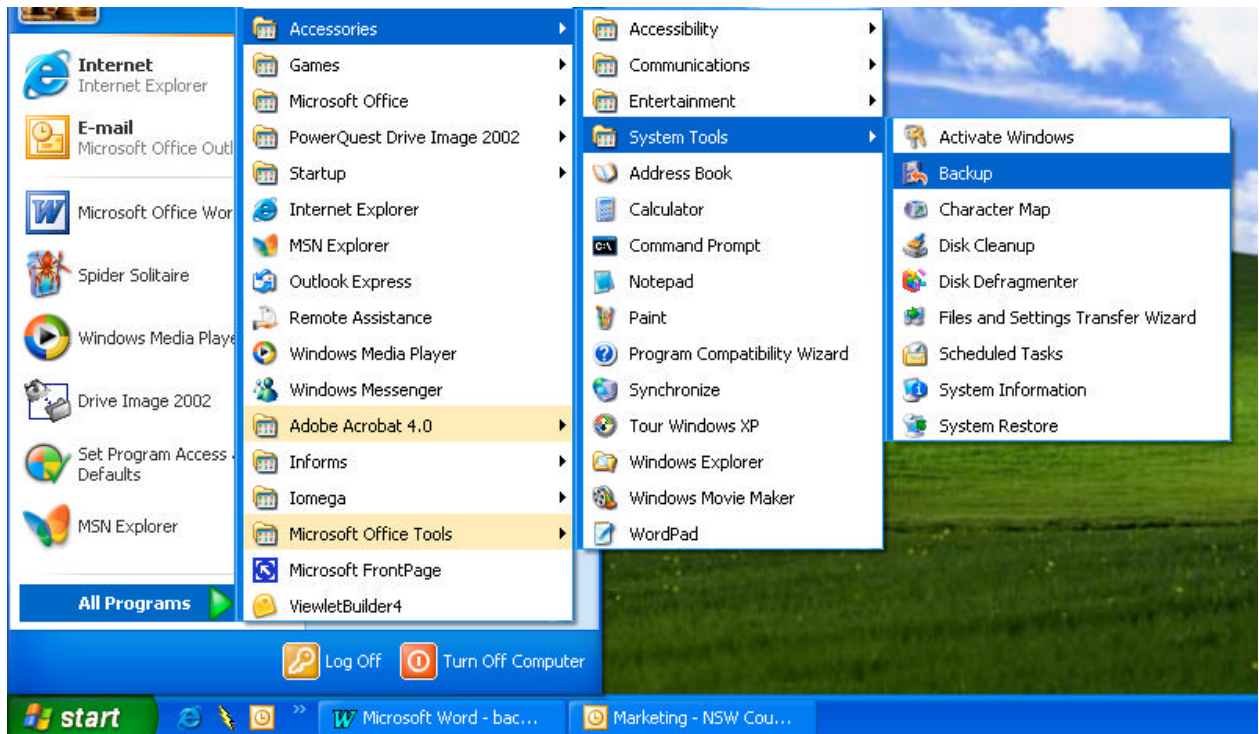 Internet
Internet Explorer
E-mail
Microsoft Office Outl
Microsoft Office Wor
Spider Solitaire
Windows Media Playe
Drive Image 2002
Set Program Access
Defaults
MSN Explorer
All Programs
Accessories
Games
Microsoft Office
PowerQuest Drive Image 2002
Startup
Internet Explorer
MSN Explorer
Outlook Express
Remote Assistance
Windows Media Player
Windows Messenger
Adobe Acrobat 4.0
Informs
Iomega
Microsoft Office Tools
Microsoft FrontPage
ViewletBuilder4
Accessibility
Communications
Entertainment
System Tools
Address Book
Calculator
Command Prompt
Notepad
Paint
Program Compatibility Wizard
Synchronize
Tour Windows XP
Windows Explorer
Windows Movie Maker
WordPad
Activate Windows
Backup
Character Map
Disk Cleanup
Disk Defragmenter
Files and Settings Transfer Wizard
Scheduled Tasks
System Information
System Restore
Log Off
Turn Off Computer
start
Microsoft Word - bac...
Marketing - NSW Cou...